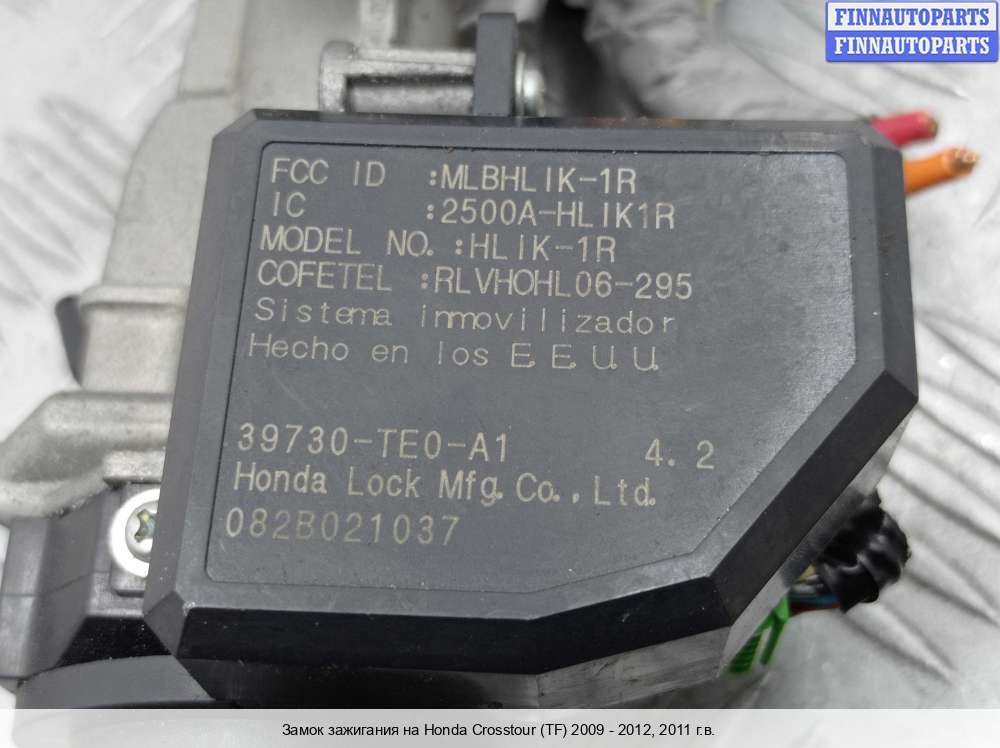 FINNAUTOPARTS
FINNAUTOPARTS
FCC ID :MLBHLIK-1R
IC :2500A-HLIK1R
MODEL NO. :HLIK-1R
COFETEL :RLVHOHL06-295
Sistema inmovilizador
Hecho en los E.E.U.U.
39730-TE0-A1 4. 2
Honda Lock Mfg. Co., Ltd.
082B021037
Замок зажигания на Honda Crosstour (TF) 2009 - 2012, 2011 г.в.